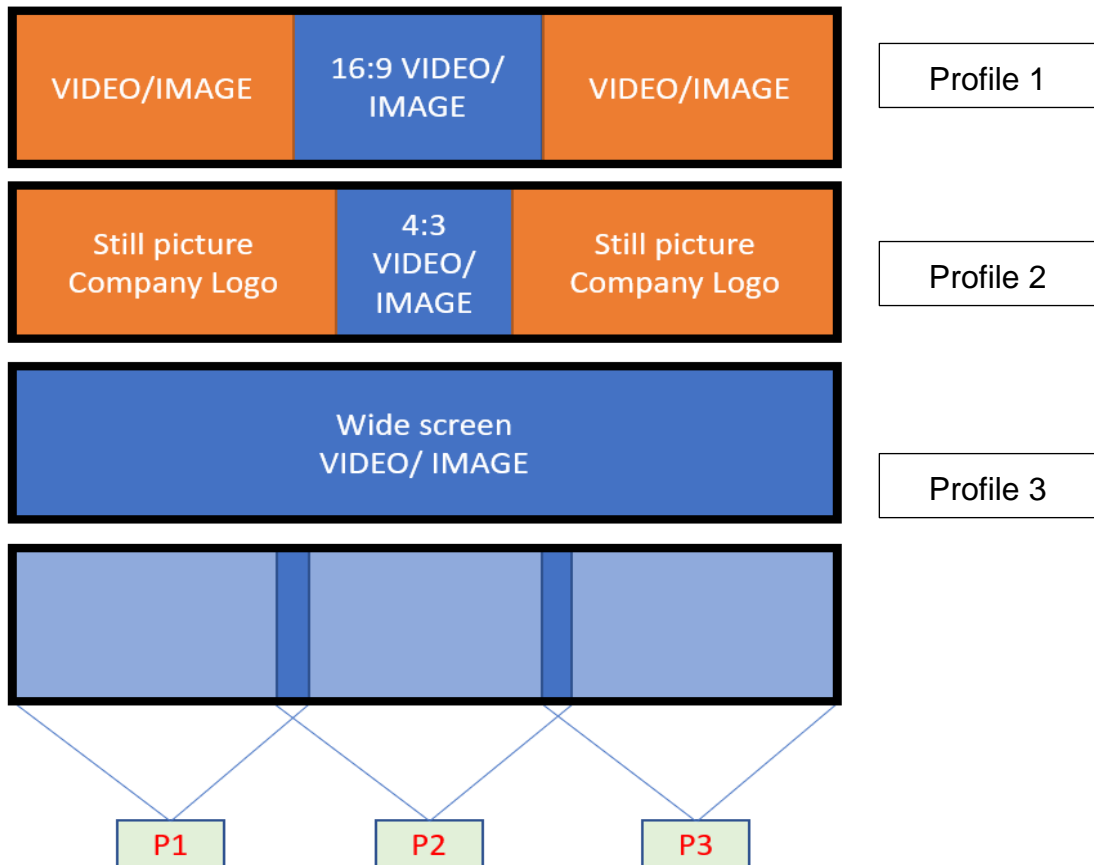 VIDEO/IMAGE
16:9 VIDEO/
IMAGE
VIDEO/IMAGE
Profile 1
Still picture
Company Logo
4:3
VIDEO/
IMAGE
Still picture
Company Logo
Profile 2
Wide screen
VIDEO/ IMAGE
Profile 3
P1
P2
P3